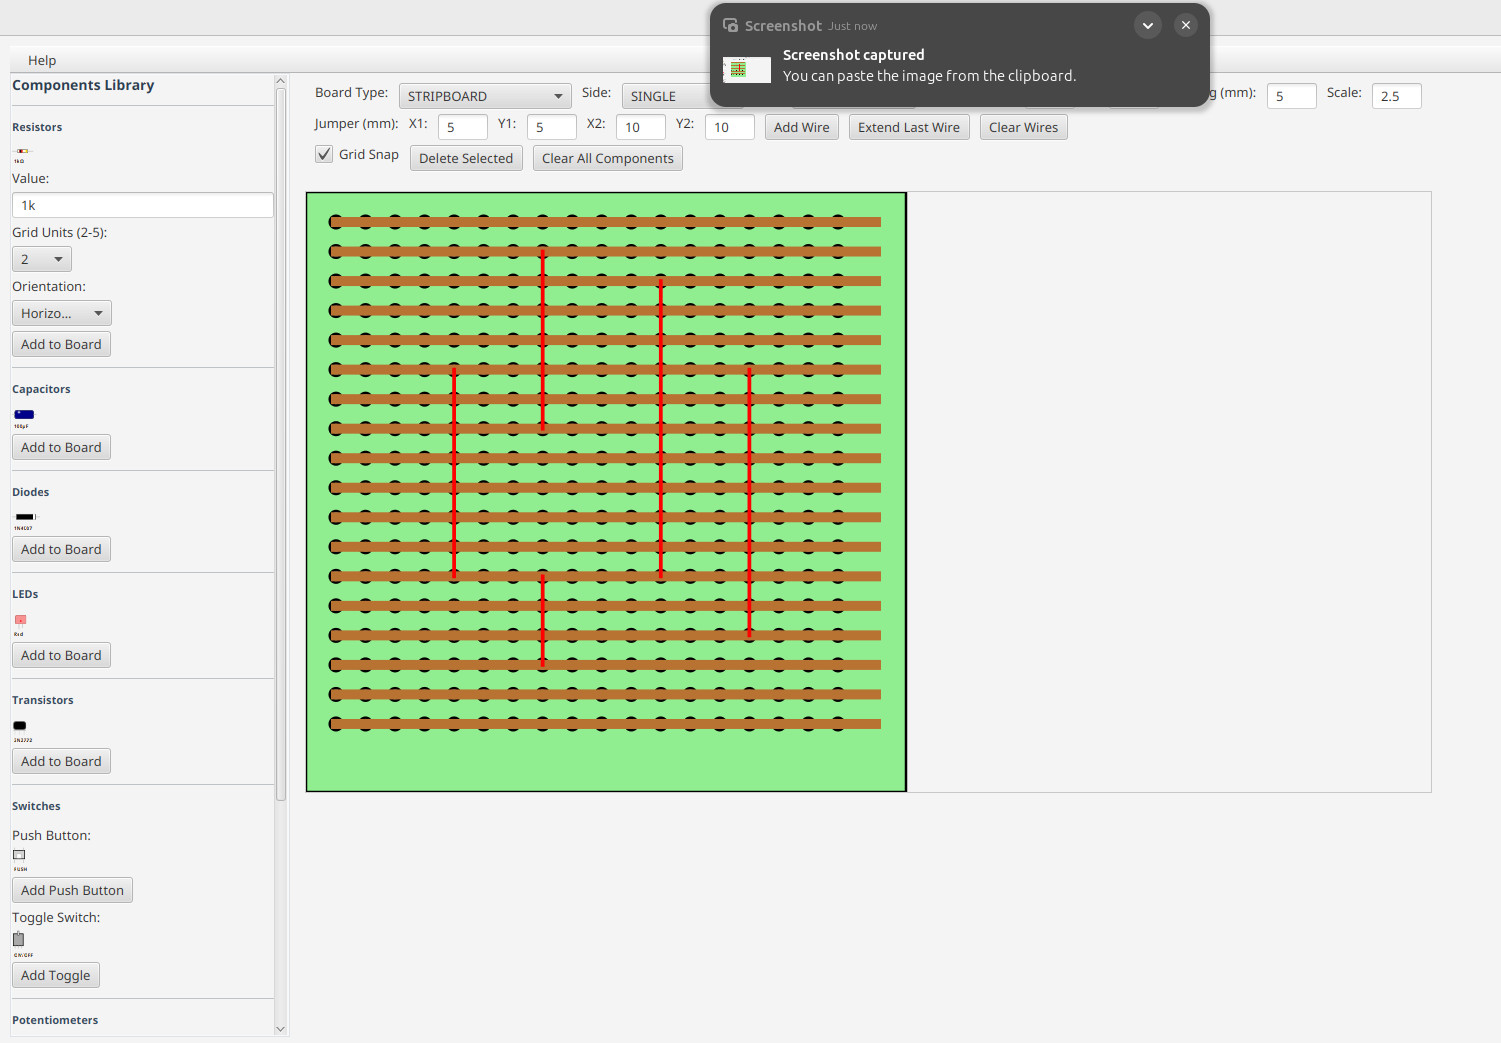 Screenshot Just now
Screenshot captured
You can paste the image from the clipboard.
Help
Components Library
Board Type: STRIPBOARD Side: SINGLE g (mm): 5 Scale: 2.5
Jumper (mm): X1: 5 Y1: 5 X2: 10 Y2: 10 Add Wire Extend Last Wire Clear Wires
Grid Snap Delete Selected Clear All Components
Resistors
1kΩ
Value:
1k
Grid Units (2-5):
2
Orientation:
Horizo...
Add to Board
Capacitors
100µF
Add to Board
Diodes
1N4007
Add to Board
LEDs
Red
Add to Board
Transistors
2N2222
Add to Board
Switches
Push Button:
PUSH
Add Push Button
Toggle Switch:
ON/OFF
Add Toggle
Potentiometers